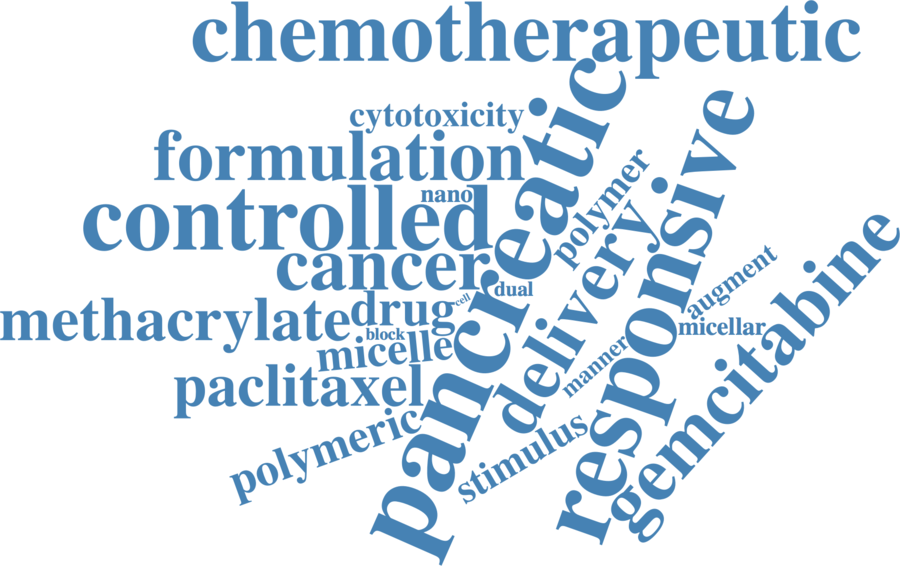 chemotherapeutic
cytotoxicity
formulation
nano
controlled
cancer
dual
cell
drug
methacrylate
block
micelle
paclitaxel
polymeric
pancreatic
polymer
delivery
responsive
augment
micellar
manner
stimulus
gemcitabine